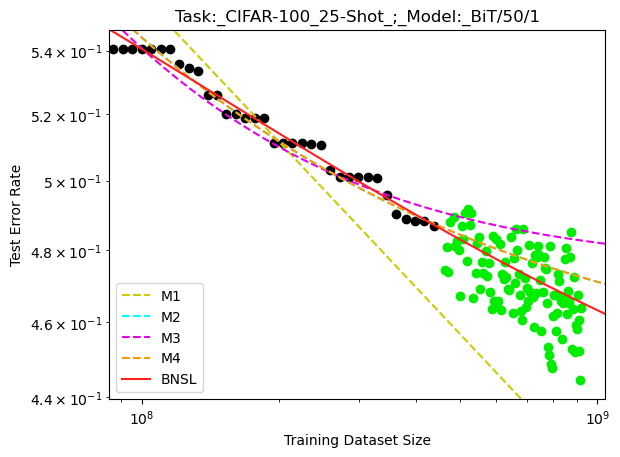 Task:_CIFAR-100_25-Shot_;_Model:_BiT/50/1
Test Error Rate
5.4 × 10⁻¹
5.2 × 10⁻¹
5 × 10⁻¹
4.8 × 10⁻¹
4.6 × 10⁻¹
4.4 × 10⁻¹
M1
M2
M3
M4
BNSL
10⁸
10⁹
Training Dataset Size